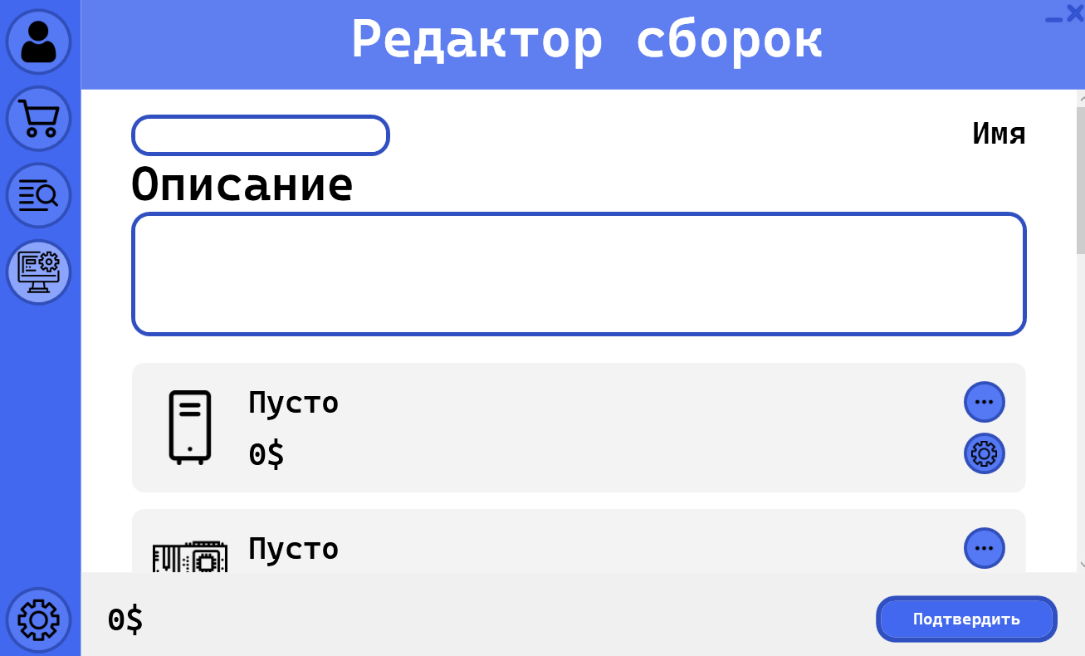 Редактор сборок
Имя
Описание
Пусто
0$
Пусто
0$
Подтвердить